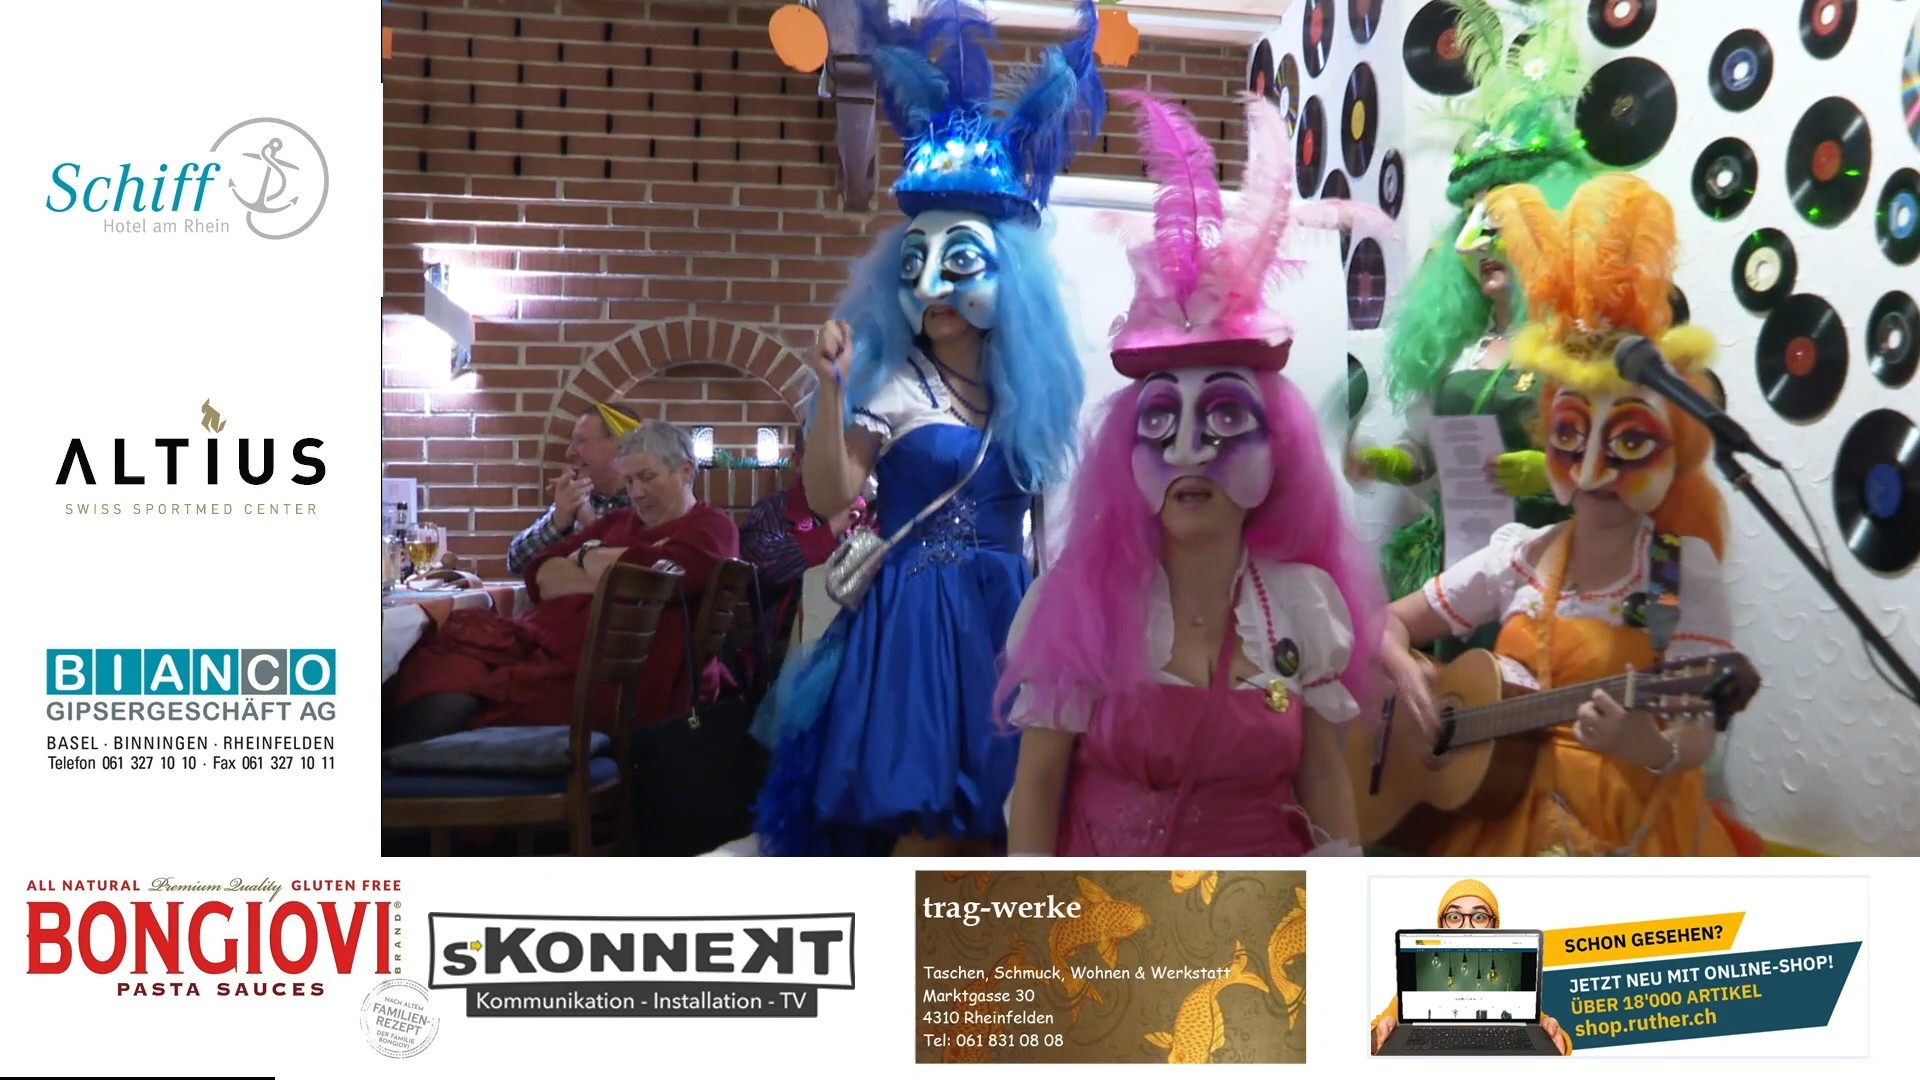 Schiff
Hotel am Rhein
ALTIUS
SWISS SPORTMED CENTER
BIANCO
GIPSERGESCHÄFT AG
BASEL · BINNINGEN · RHEINFELDEN
Telefon 061 327 10 10 · Fax 061 327 10 11
ALL NATURAL Premium Quality GLUTEN FREE
BONGIOVI
BRAND®
PASTA SAUCES
NACH ALTEM
FAMILIEN-
REZEPT
DER FAMILIE
BONGIOVI
sKONNEKT
Kommunikation - Installation - TV
trag-werke
Taschen, Schmuck, Wohnen & Werkstatt
Marktgasse 30
4310 Rheinfelden
Tel: 061 831 08 08
SCHON GESEHEN?
JETZT NEU MIT ONLINE-SHOP!
ÜBER 18'000 ARTIKEL
shop.ruther.ch